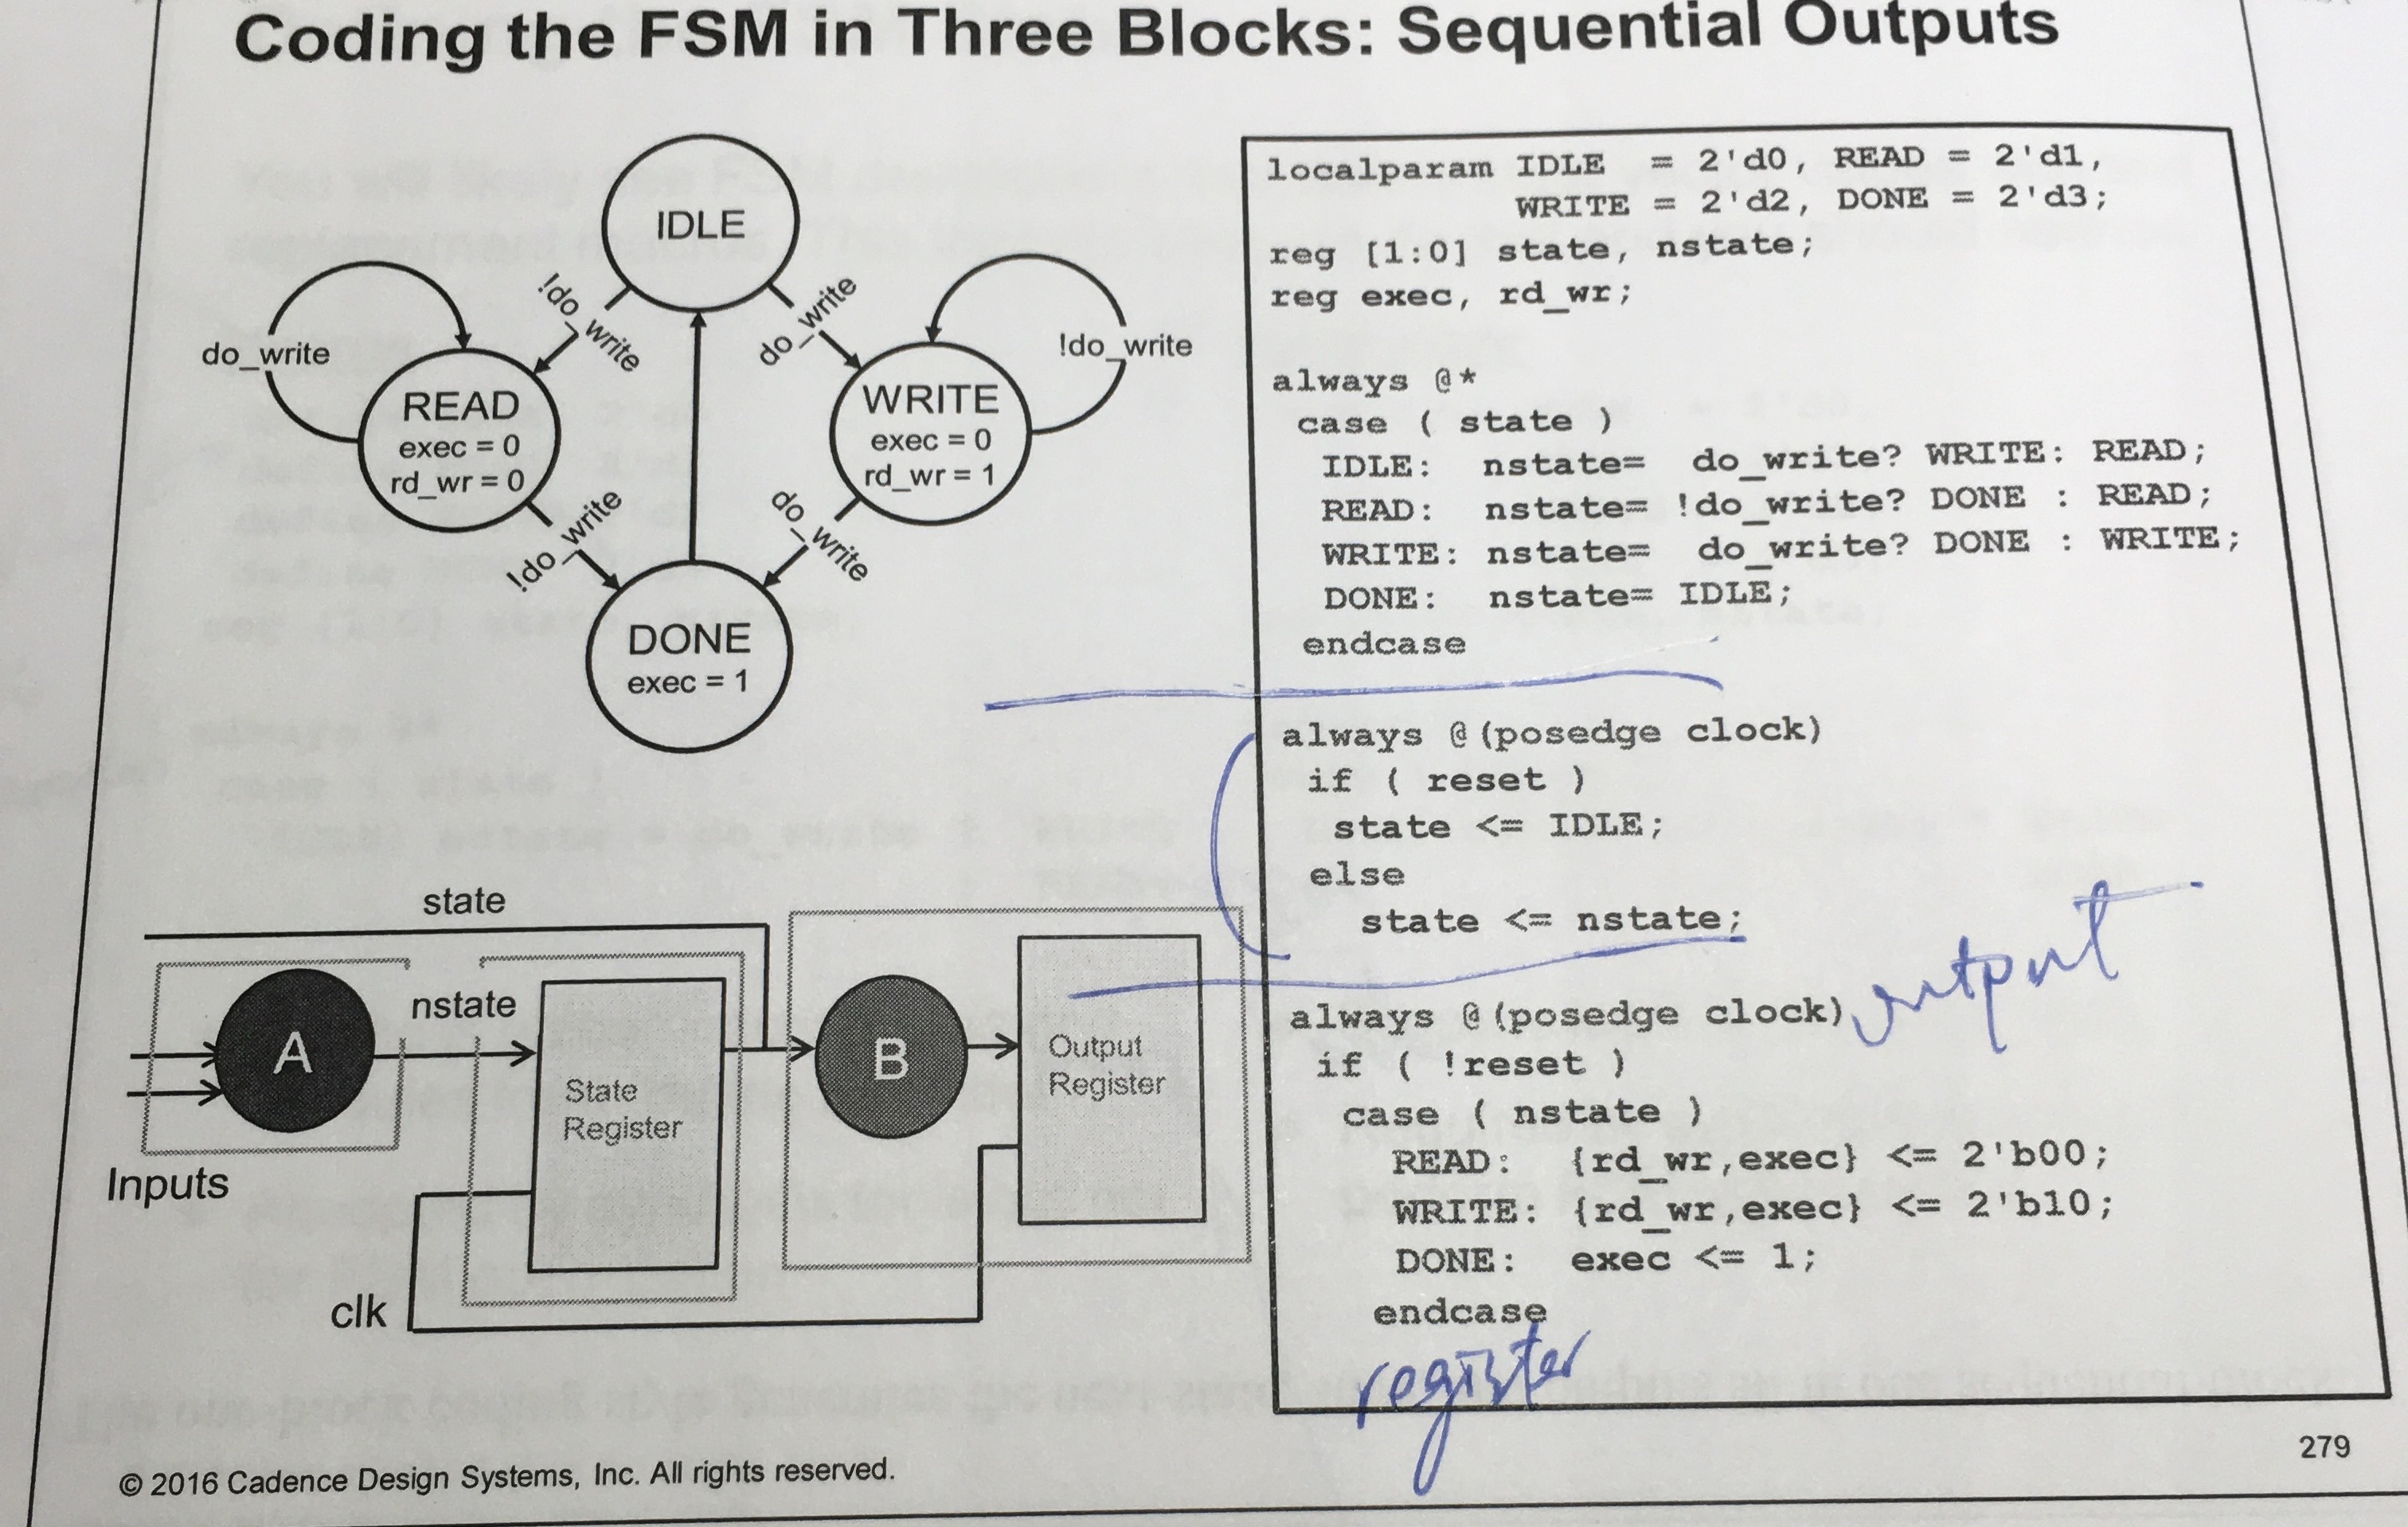 Coding the FSM in Three Blocks: Sequential Outputs
IDLE
!do_write
do_write
do_write
!do_write
READ
exec = 0
rd_wr = 0
WRITE
exec = 0
rd_wr = 1
!do_write
do_write
DONE
exec = 1
state
A
nstate
State
Register
B
Output
Register
Inputs
clk
localparam IDLE = 2'd0, READ = 2'd1,
WRITE = 2'd2, DONE = 2'd3;
reg [1:0] state, nstate;
reg exec, rd_wr;
always @*
case ( state )
IDLE: nstate= do_write? WRITE: READ;
READ: nstate= !do_write? DONE : READ;
WRITE: nstate= do_write? DONE : WRITE;
DONE: nstate= IDLE;
endcase
always @(posedge clock)
if ( reset )
state <= IDLE;
else
state <= nstate;
always @(posedge clock) output
if ( !reset )
case ( nstate )
READ: {rd_wr,exec} <= 2'b00;
WRITE: {rd_wr,exec} <= 2'b10;
DONE: exec <= 1;
endcase
register
© 2016 Cadence Design Systems, Inc. All rights reserved.
279